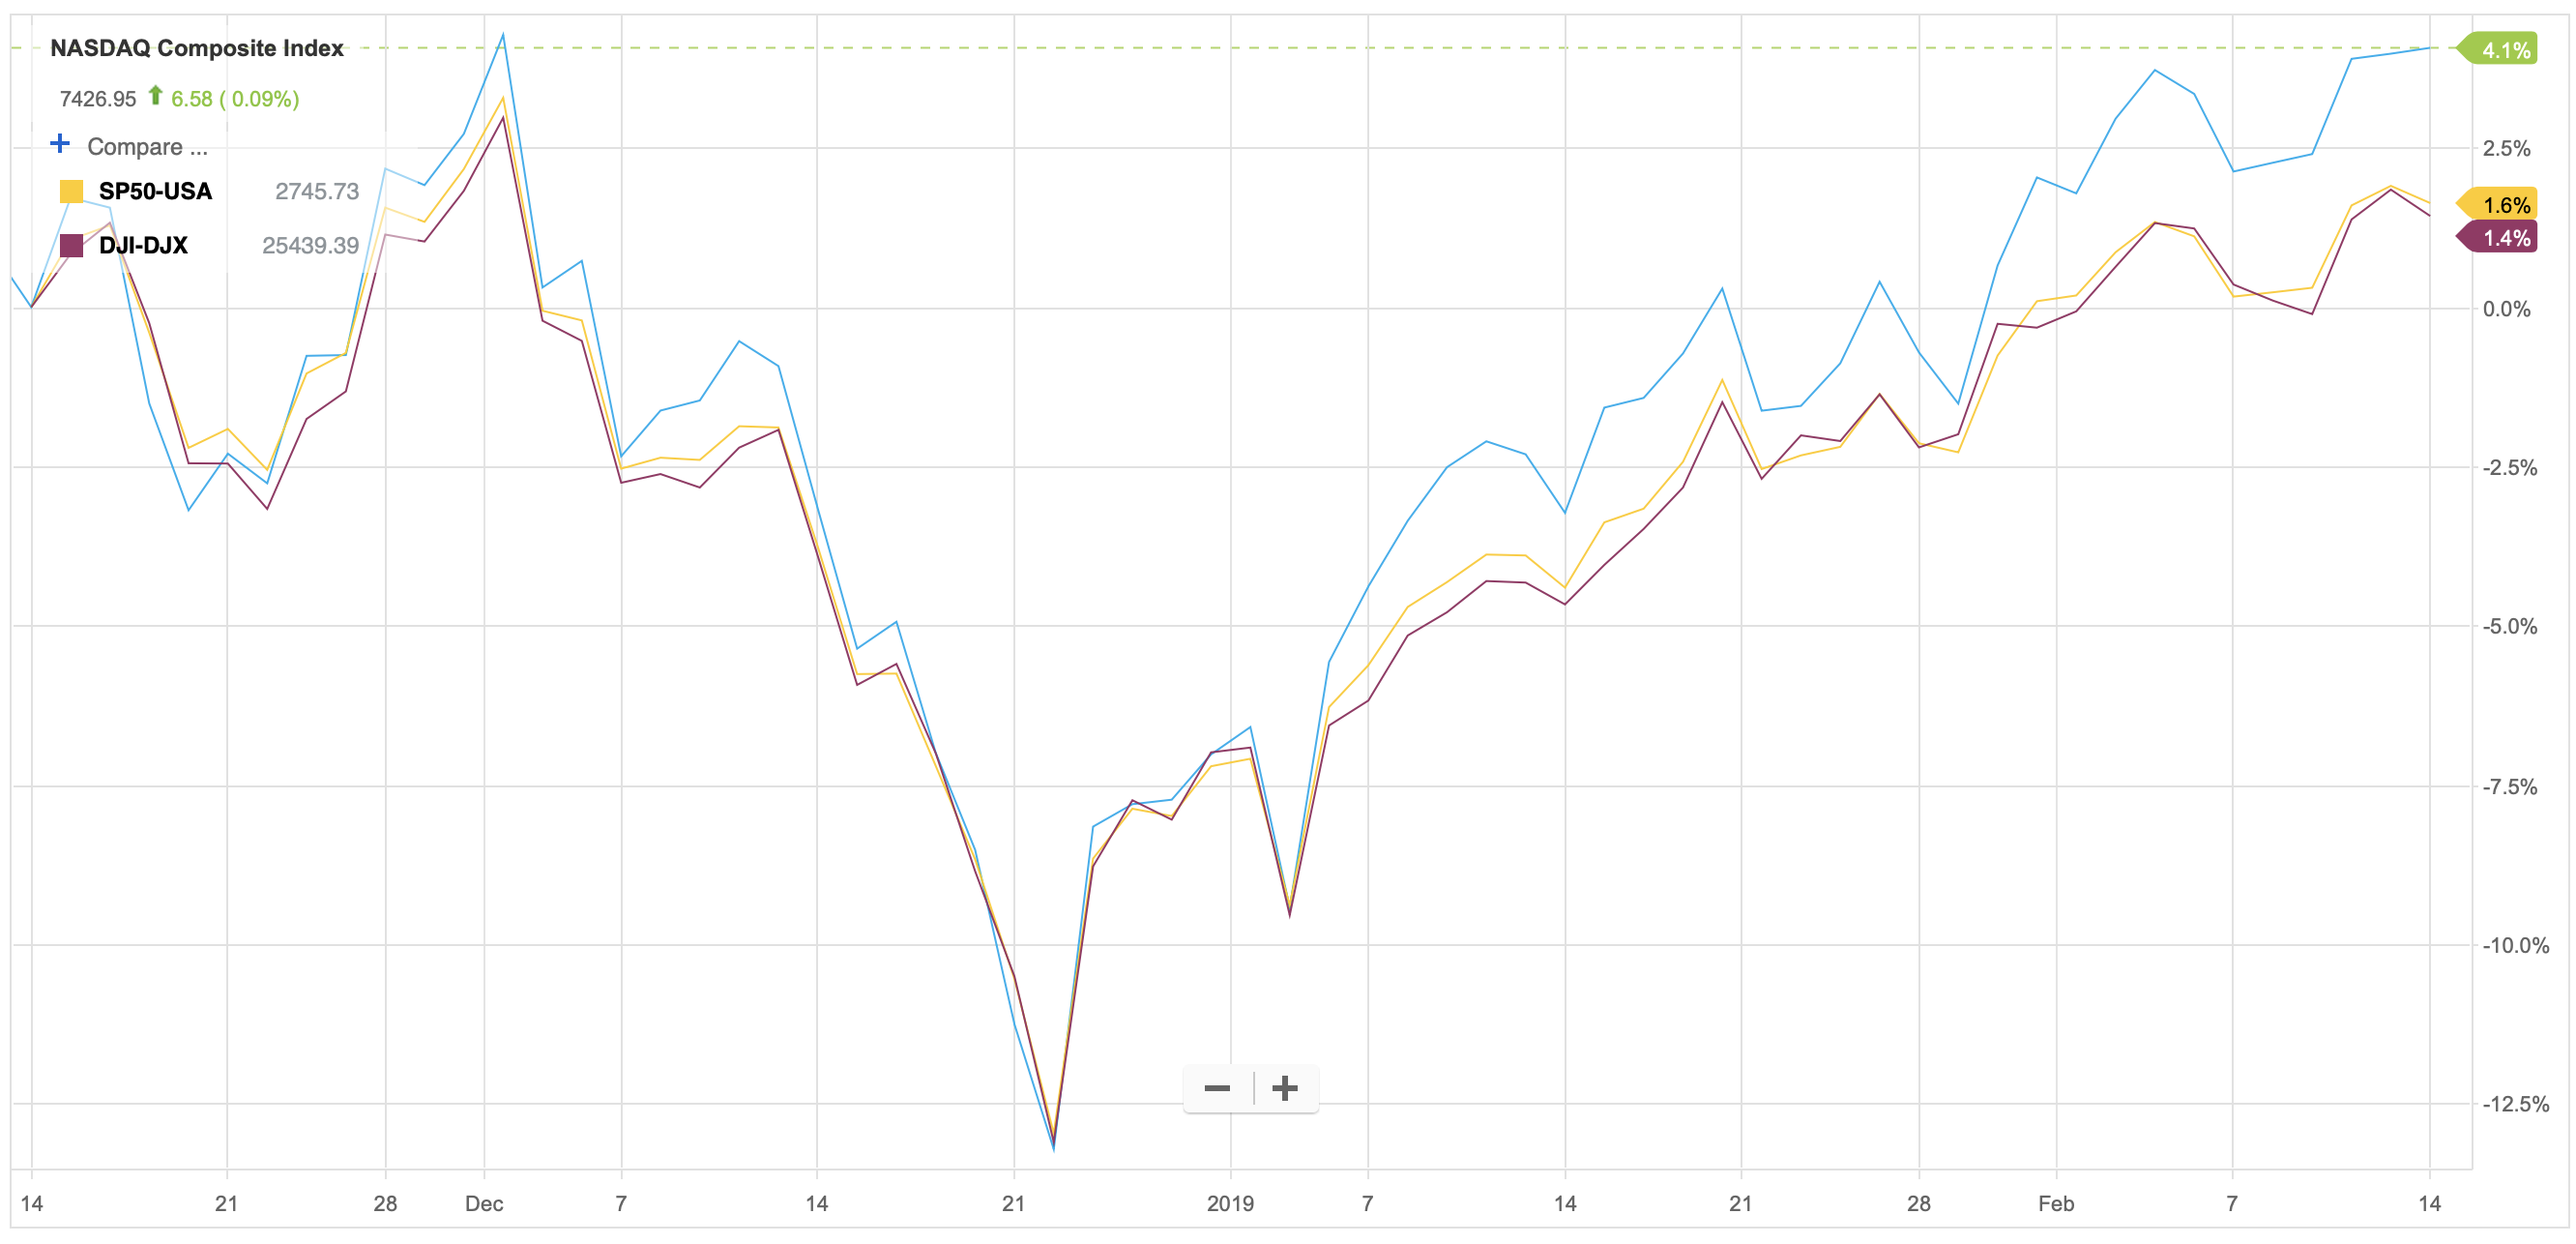 NASDAQ Composite Index
7426.95 6.58 ( 0.09%)
+ Compare ...
SP50-USA 2745.73
DJI-DJX 25439.39
4.1%
2.5%
1.6%
1.4%
0.0%
-2.5%
-5.0%
-7.5%
-10.0%
-12.5%
14 21 28 Dec 7 14 21 2019 7 14 21 28 Feb 7 14